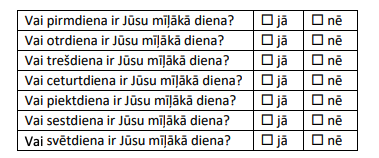 Vai pirmdiena ir Jūsu mīļākā diena? ☐ jā ☐ nē
Vai otrdiena ir Jūsu mīļākā diena? ☐ jā ☐ nē
Vai trešdiena ir Jūsu mīļākā diena? ☐ jā ☐ nē
Vai ceturtdiena ir Jūsu mīļākā diena? ☐ jā ☐ nē
Vai piektdiena ir Jūsu mīļākā diena? ☐ jā ☐ nē
Vai sestdiena ir Jūsu mīļākā diena? ☐ jā ☐ nē
Vai svētdiena ir Jūsu mīļākā diena? ☐ jā ☐ nē